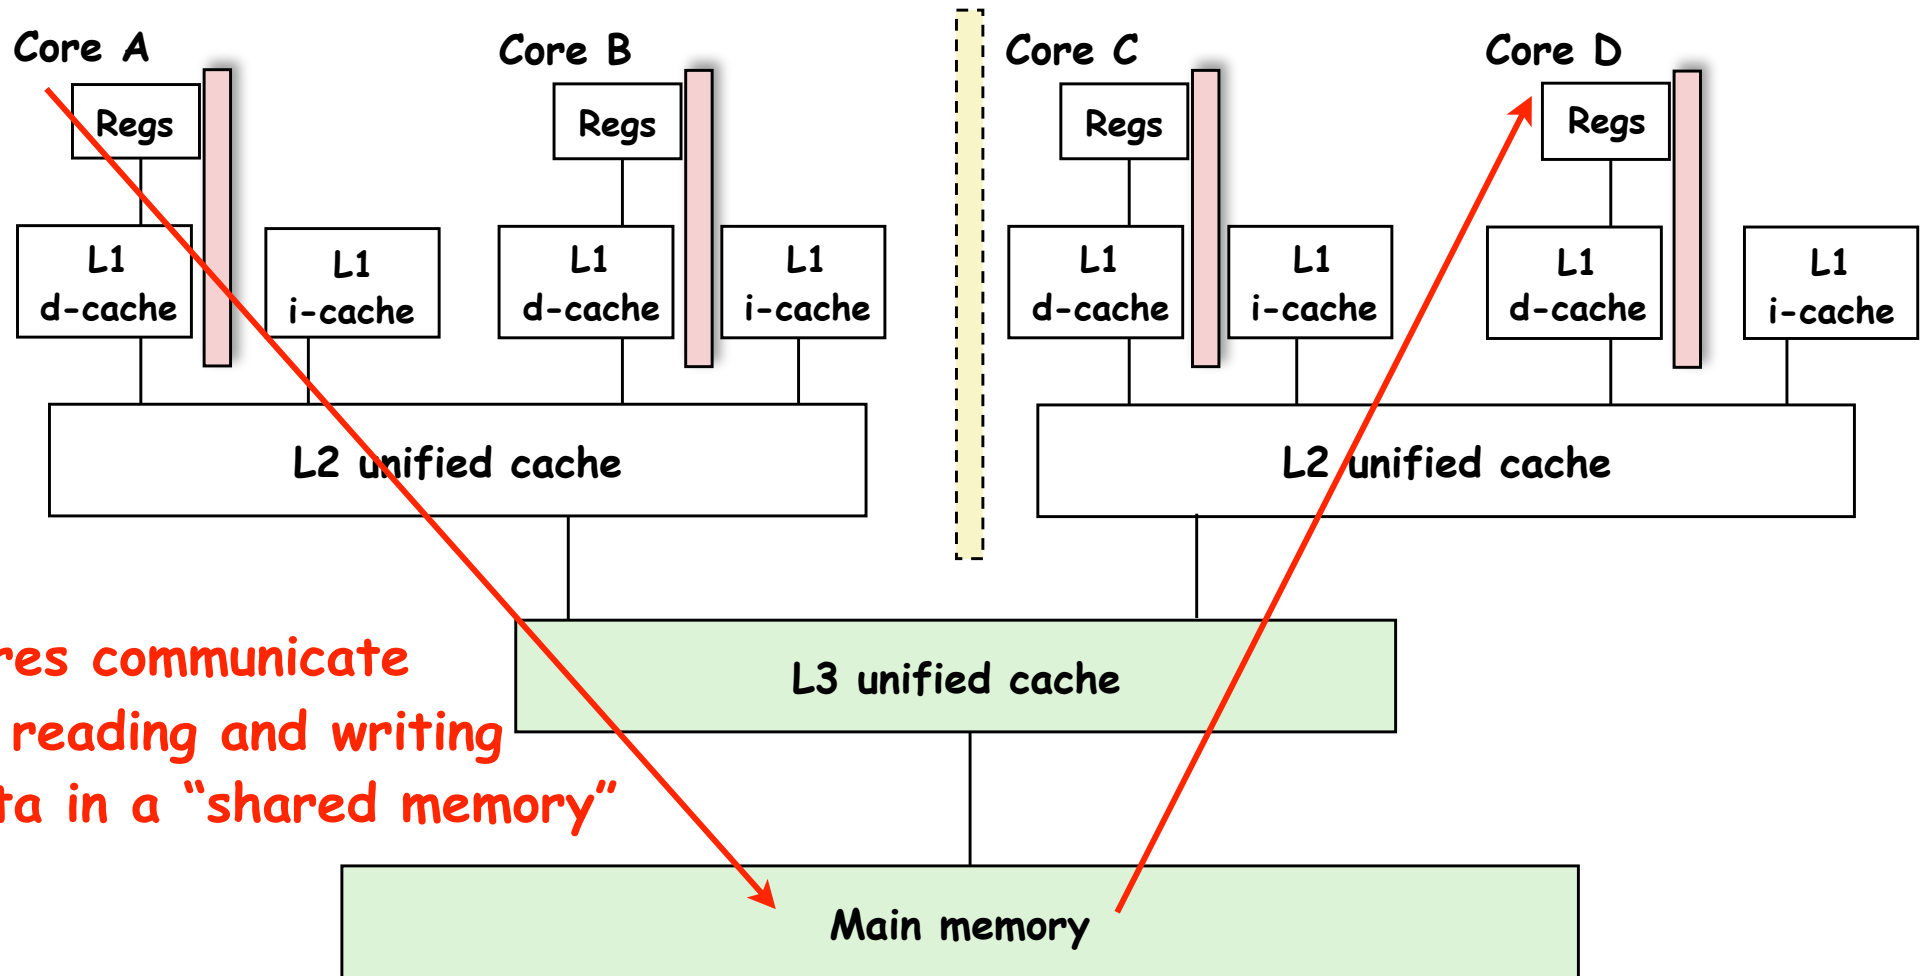 Core A
Core B
Core C
Core D
Regs
Regs
Regs
Regs
L1
d-cache
L1
i-cache
L1
d-cache
L1
i-cache
L1
d-cache
L1
i-cache
L1
d-cache
L1
i-cache
L2 unified cache
L2 unified cache
L3 unified cache
communicate
reading and writing
in a “shared memory”
Main memory